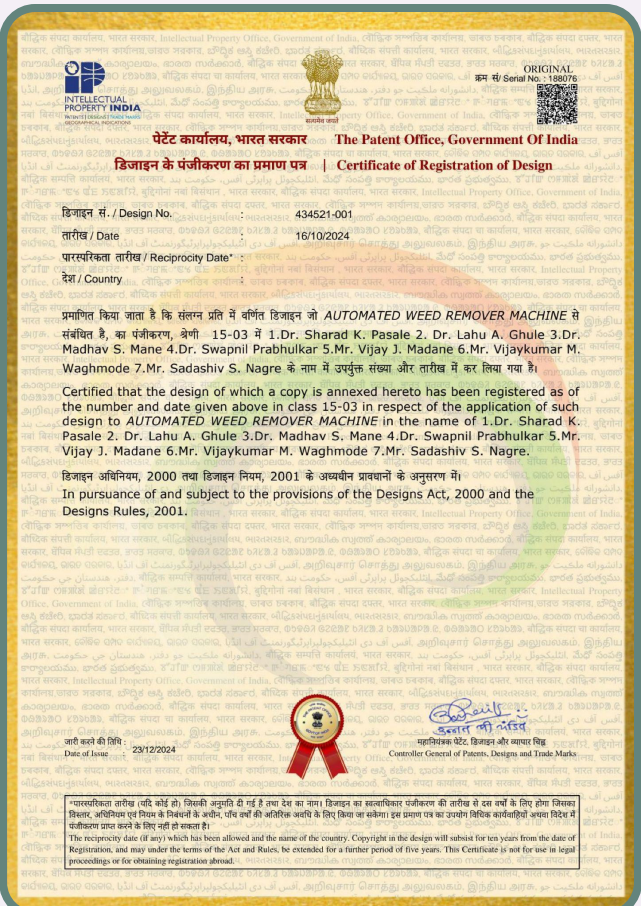 ORIGINAL
क्रम सं/ Serial No. : 188076
INTELLECTUAL
PROPERTY INDIA
PATENTS | DESIGNS | TRADE MARKS
GEOGRAPHICAL INDICATIONS
सत्यमेव जयते
पेटेंट कार्यालय, भारत सरकार The Patent Office, Government Of India
डिजाइन के पंजीकरण का प्रमाण पत्र | Certificate of Registration of Design
डिजाइन सं. / Design No. : 434521-001
तारीख / Date : 16/10/2024
पारस्परिकता तारीख / Reciprocity Date* :
देश / Country :
प्रमाणित किया जाता है कि संलग्न प्रति में वर्णित डिजाइन जो AUTOMATED WEED REMOVER MACHINE से
संबंधित है, का पंजीकरण, श्रेणी 15-03 में 1.Dr. Sharad K. Pasale 2. Dr. Lahu A. Ghule 3.Dr.
Madhav S. Mane 4.Dr. Swapnil Prabhulkar 5.Mr. Vijay J. Madane 6.Mr. Vijaykumar M.
Waghmode 7.Mr. Sadashiv S. Nagre के नाम में उपर्युक्त संख्या और तारीख में कर लिया गया है।
Certified that the design of which a copy is annexed hereto has been registered as of
the number and date given above in class 15-03 in respect of the application of such
design to AUTOMATED WEED REMOVER MACHINE in the name of 1.Dr. Sharad K.
Pasale 2. Dr. Lahu A. Ghule 3.Dr. Madhav S. Mane 4.Dr. Swapnil Prabhulkar 5.Mr.
Vijay J. Madane 6.Mr. Vijaykumar M. Waghmode 7.Mr. Sadashiv S. Nagre.
डिजाइन अधिनियम, 2000 तथा डिजाइन नियम, 2001 के अध्यधीन प्रावधानों के अनुसरण में।
In pursuance of and subject to the provisions of the Designs Act, 2000 and the
Designs Rules, 2001.
जारी करने की तिथि :
Date of Issue : 23/12/2024
महानियंत्रक पेटेंट, डिजाइन और व्यापार चिह्न
Controller General of Patents, Designs and Trade Marks
*पारस्परिकता तारीख (यदि कोई हो) जिसकी अनुमति दी गई है तथा देश का नाम। डिजाइन का स्वत्वाधिकार पंजीकरण की तारीख से दस वर्षों के लिए होगा जिसका
विस्तार, अधिनियम एवं नियम के निबंधनों के अधीन, पाँच वर्षों की अतिरिक्त अवधि के लिए किया जा सकेगा। इस प्रमाण पत्र का उपयोग विधिक कार्यवाहियों अथवा विदेश में
पंजीकरण प्राप्त करने के लिए नहीं हो सकता है।
The reciprocity date (if any) which has been allowed and the name of the country. Copyright in the design will subsist for ten years from the date of
Registration, and may under the terms of the Act and Rules, be extended for a further period of five years. This Certificate is not for use in legal
proceedings or for obtaining registration abroad.